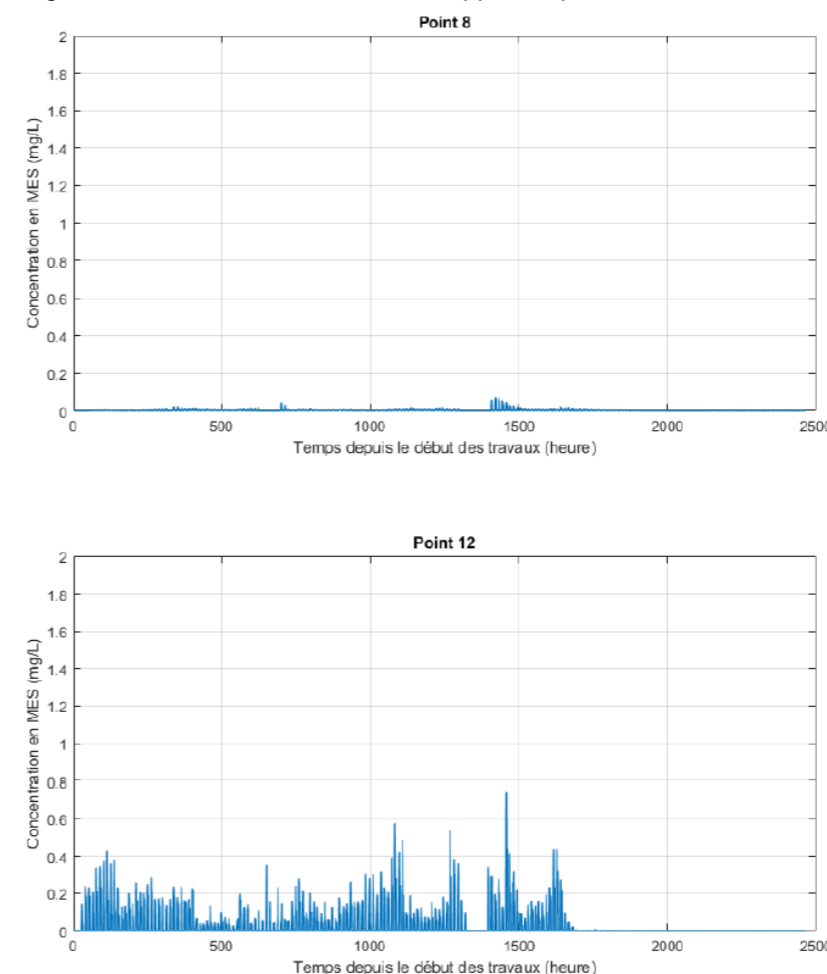 Point 8
2
1.8
1.6
1.4
1.2
1
0.8
0.6
0.4
0.2
0
Concentration en MES (mg/L)
0 500 1000 1500 2000 2500
Temps depuis le début des travaux (heure)
Point 12
2
1.8
1.6
1.4
1.2
1
0.8
0.6
0.4
0.2
0
Concentration en MES (mg/L)
0 500 1000 1500 2000 2500
Temps depuis le début des travaux (heure)